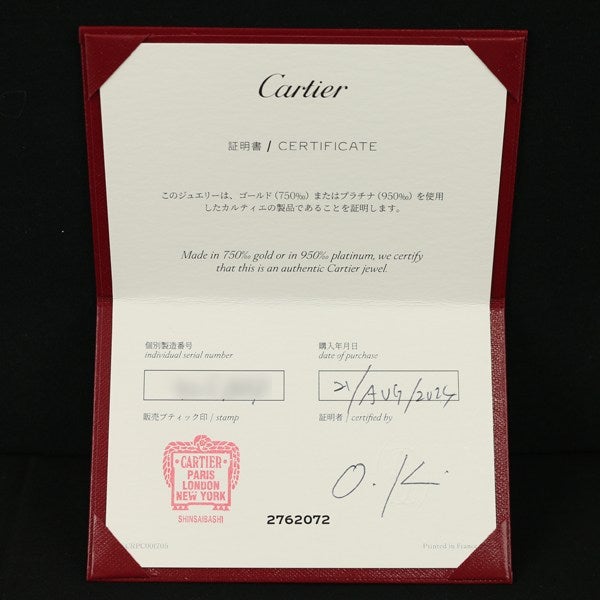 Cartier
証明書 / CERTIFICATE
このジュエリーは、ゴールド（750‰）またはプラチナ（950‰）を使用
したカルティエの製品であることを証明します。
Made in 750‰ gold or in 950‰ platinum, we certify
that this is an authentic Cartier jewel.
個別製造番号
individual serial number
購入年月日
date of purchase
21/AUG/2024
販売ブティック印 / stamp
証明者 / certified by
CARTIER
PARIS
LONDON
NEW YORK
SHINSAIBASHI
O.K
2762072
Printed in France